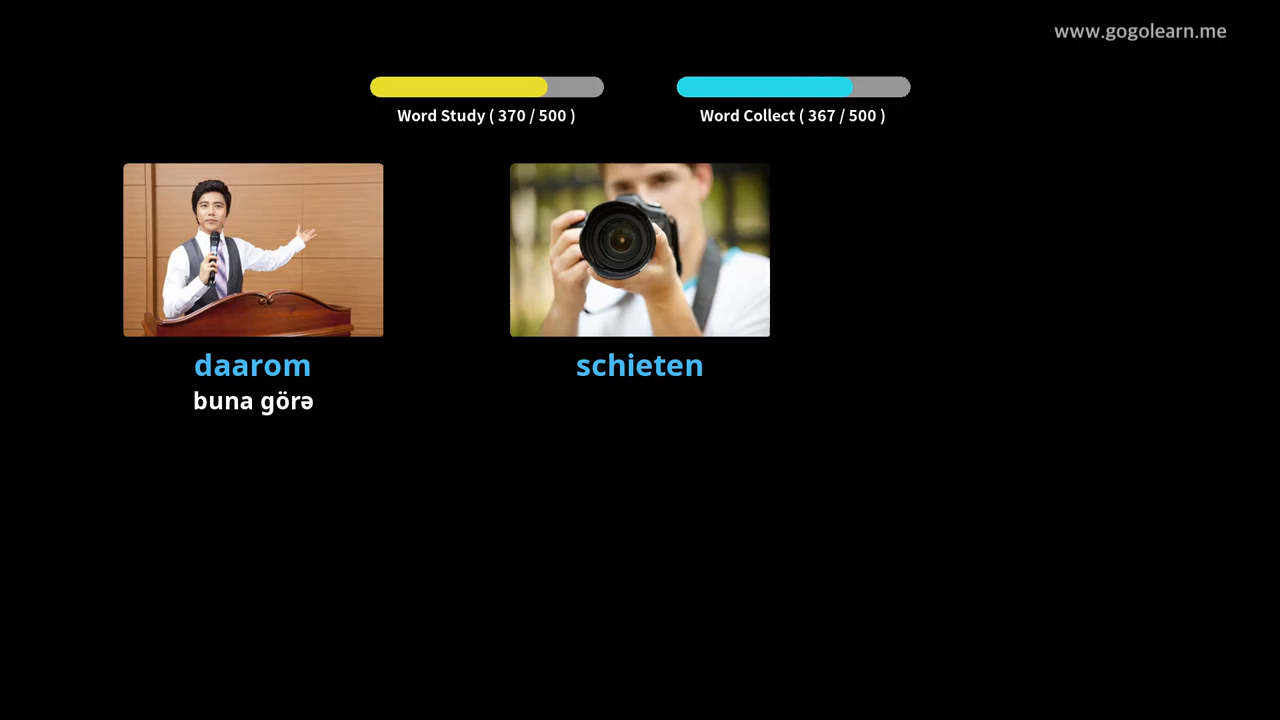 www.gogolearn.me
Word Study ( 370 / 500 )
Word Collect ( 367 / 500 )
daarom
buna görə
schieten